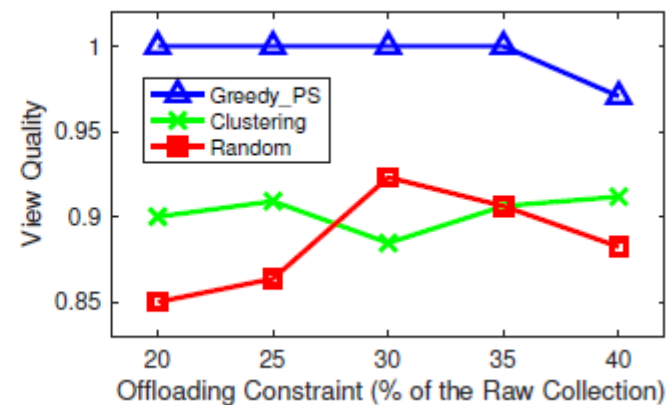 1
0.95
0.9
0.85
View Quality
Greedy_PS
Clustering
Random
20 25 30 35 40
Offloading Constraint (% of the Raw Collection)